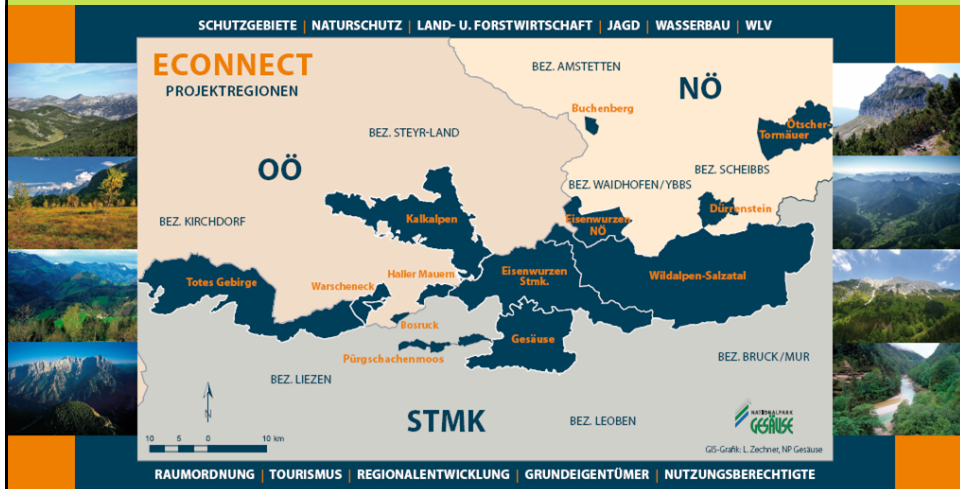 SCHUTZGEBIETE | NATURSCHUTZ | LAND- U. FORSTWIRTSCHAFT | JAGD | WASSERBAU | WLV
ECONNECT
PROJEKTREGIONEN
BEZ. AMSTETTEN
NÖ
Buchenberg
Ötscher-
Tormäuer
BEZ. STEYR-LAND
OÖ
BEZ. SCHEIBBS
BEZ. WAIDHOFEN/YBBS
BEZ. KIRCHDORF
Kalkalpen
Eisenwurzen
NÖ
Dürrenstein
Totes Gebirge
Warscheneck
Haller Mauern
Eisenwurzen
Stmk.
Wildalpen-Salzatal
Bosruck
Gesäuse
Pürgschachenmoos
BEZ. BRUCK/MUR
BEZ. LIEZEN
N
STMK
BEZ. LEOBEN
NATIONALPARK
GESÄUSE
10 5 0 10 km
GIS-Grafik: L. Zechner, NP Gesäuse
RAUMORDNUNG | TOURISMUS | REGIONALENTWICKLUNG | GRUNDEIGENTÜMER | NUTZUNGSBERECHTIGTE